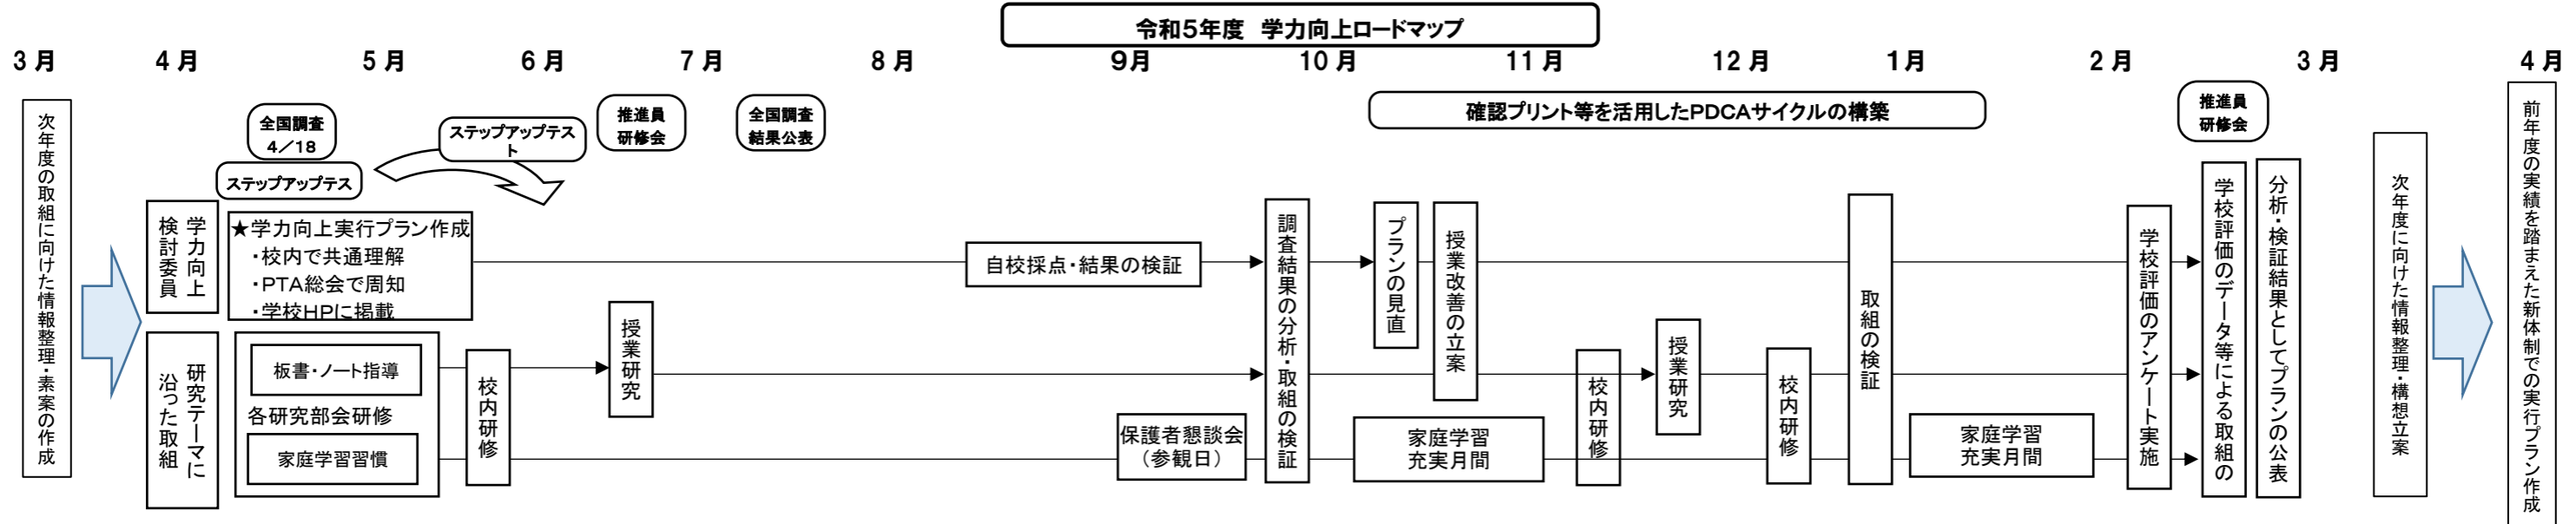 令和5年度 学力向上ロードマップ
3月 4月 5月 6月 7月 8月 9月 10月 11月 12月 1月 2月 3月 4月
次年度の取組に向けた情報整理・素案の作成
全国調査
4/18
ステップアップテス
ステップアップテス
ト
推進員
研修会
全国調査
結果公表
確認プリント等を活用したPDCAサイクルの構築
推進員
研修会
学力向上
検討委員
★学力向上実行プラン作成
・校内で共通理解
・PTA総会で周知
・学校HPに掲載
研究テーマに
沿った取組
板書・ノート指導
各研究部会研修
家庭学習習慣
校内研修
授業研究
自校採点・結果の検証
保護者懇談会
(参観日)
調査結果の分析・取組の検証
プランの見直
授業改善の立案
家庭学習
充実月間
校内研修
授業研究
校内研修
取組の検証
家庭学習
充実月間
学校評価のアンケート実施
学校評価のデータ等による取組の
分析・検証結果としてプランの公表
次年度に向けた情報整理・構想立案
前年度の実績を踏まえた新体制での実行プラン作成